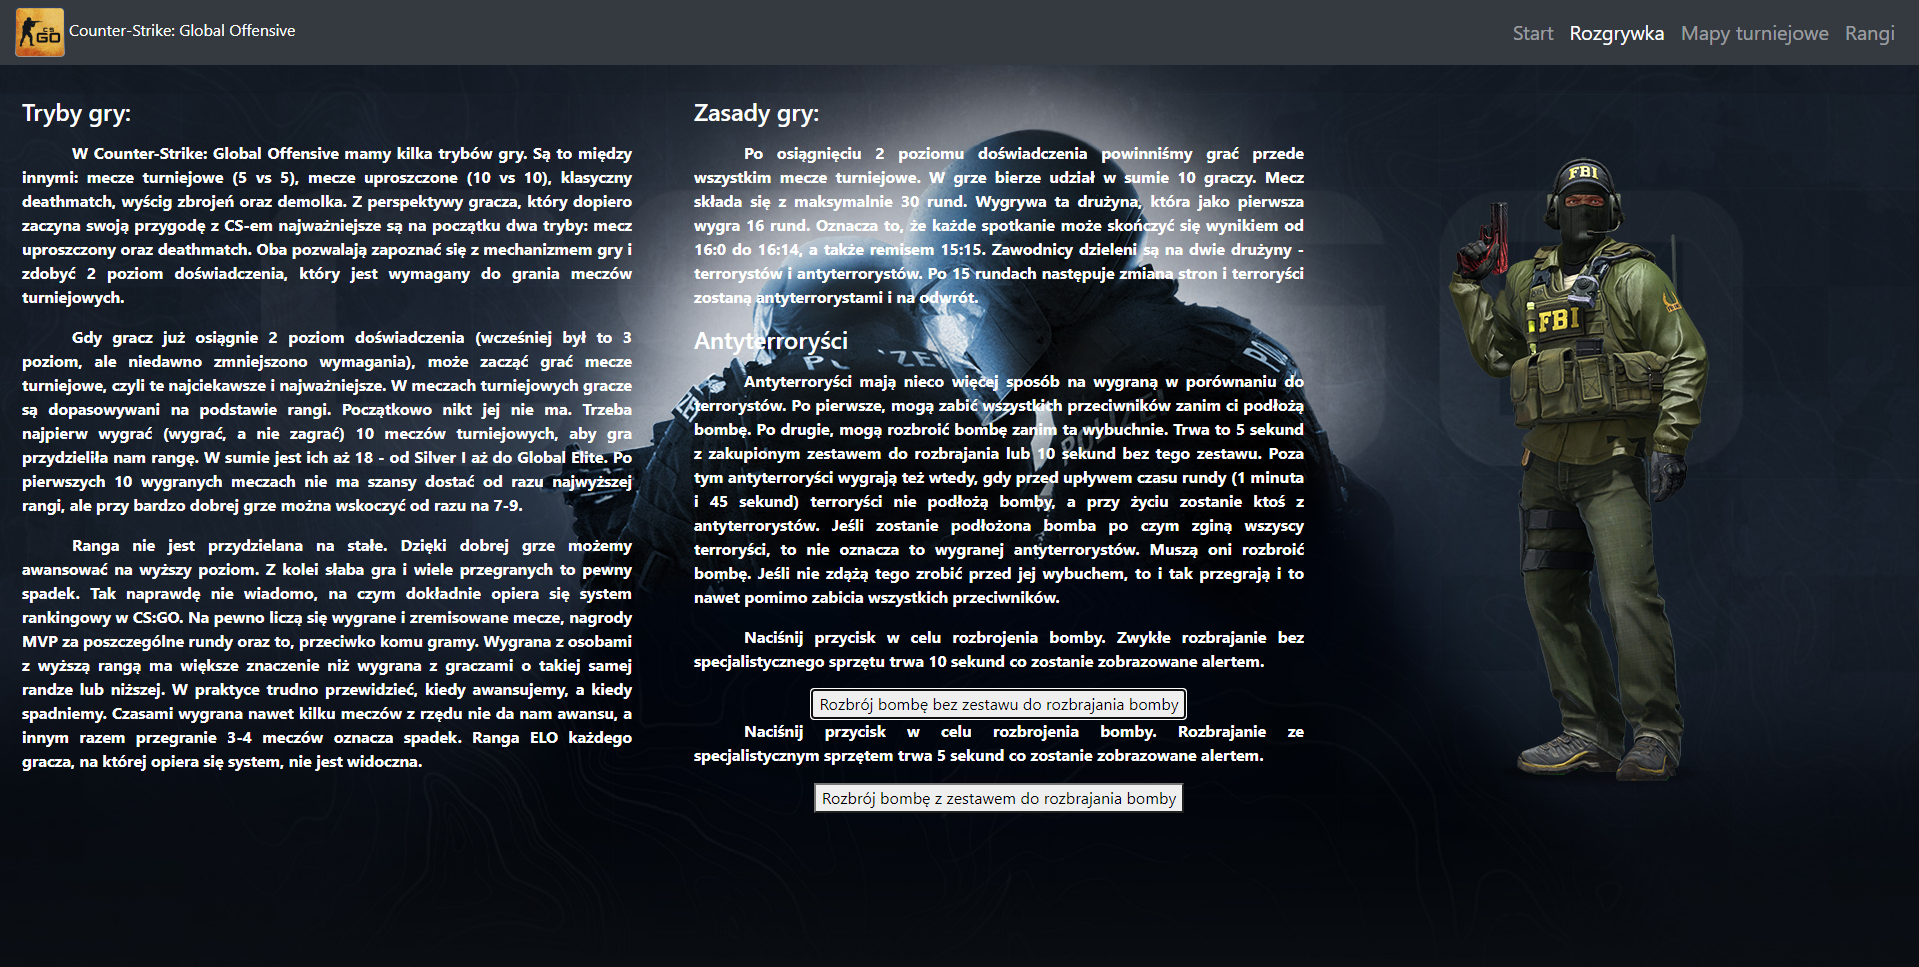 CS
GO
Counter-Strike: Global Offensive
Start Rozgrywka Mapy turniejowe Rangi
Tryby gry:
W Counter-Strike: Global Offensive mamy kilka trybów gry. Są to między
innymi: mecze turniejowe (5 vs 5), mecze uproszczone (10 vs 10), klasyczny
deathmatch, wyścig zbrojeń oraz demolka. Z perspektywy gracza, który dopiero
zaczyna swoją przygodę z CS-em najważniejsze są na początku dwa tryby: mecz
uproszczony oraz deathmatch. Oba pozwalają zapoznać się z mechanizmem gry i
zdobyć 2 poziom doświadczenia, który jest wymagany do grania meczów
turniejowych.
Gdy gracz już osiągnie 2 poziom doświadczenia (wcześniej był to 3
poziom, ale niedawno zmniejszono wymagania), może zacząć grać mecze
turniejowe, czyli te najciekawsze i najważniejsze. W meczach turniejowych gracze
są dopasowywani na podstawie rangi. Początkowo nikt jej nie ma. Trzeba
najpierw wygrać (wygrać, a nie zagrać) 10 meczów turniejowych, aby gra
przydzieliła nam rangę. W sumie jest ich aż 18 - od Silver I aż do Global Elite. Po
pierwszych 10 wygranych meczach nie ma szansy dostać od razu najwyższej
rangi, ale przy bardzo dobrej grze można wskoczyć od razu na 7-9.
Ranga nie jest przydzielana na stałe. Dzięki dobrej grze możemy
awansować na wyższy poziom. Z kolei słaba gra i wiele przegranych to pewny
spadek. Tak naprawdę nie wiadomo, na czym dokładnie opiera się system
rankingowy w CS:GO. Na pewno liczą się wygrane i zremisowane mecze, nagrody
MVP za poszczególne rundy oraz to, przeciwko komu gramy. Wygrana z osobami
z wyższą rangą ma większe znaczenie niż wygrana z graczami o takiej samej
randze lub niższej. W praktyce trudno przewidzieć, kiedy awansujemy, a kiedy
spadniemy. Czasami wygrana nawet kilku meczów z rzędu nie da nam awansu, a
innym razem przegranie 3-4 meczów oznacza spadek. Ranga ELO każdego
gracza, na której opiera się system, nie jest widoczna.
Zasady gry:
Po osiągnięciu 2 poziomu doświadczenia powinniśmy grać przede
wszystkim mecze turniejowe. W grze bierze udział w sumie 10 graczy. Mecz
składa się z maksymalnie 30 rund. Wygrywa ta drużyna, która jako pierwsza
wygra 16 rund. Oznacza to, że każde spotkanie może skończyć się wynikiem od
16:0 do 16:14, a także remisem 15:15. Zawodnicy dzieleni są na dwie drużyny -
terrorystów i antyterrorystów. Po 15 rundach następuje zmiana stron i terroryści
zostaną antyterrorystami i na odwrót.
Antyterroryści
Antyterroryści mają nieco więcej sposób na wygraną w porównaniu do
terrorystów. Po pierwsze, mogą zabić wszystkich przeciwników zanim ci podłożą
bombę. Po drugie, mogą rozbroić bombę zanim ta wybuchnie. Trwa to 5 sekund
z zakupionym zestawem do rozbrajania lub 10 sekund bez tego zestawu. Poza
tym antyterroryści wygrają też wtedy, gdy przed upływem czasu rundy (1 minuta
i 45 sekund) terroryści nie podłożą bomby, a przy życiu zostanie ktoś z
antyterrorystów. Jeśli zostanie podłożona bomba po czym zginą wszyscy
terroryści, to nie oznacza to wygranej antyterrorystów. Muszą oni rozbroić
bombę. Jeśli nie zdążą tego zrobić przed jej wybuchem, to i tak przegrają i to
nawet pomimo zabicia wszystkich przeciwników.
Naciśnij przycisk w celu rozbrojenia bomby. Zwykłe rozbrajanie bez
specjalistycznego sprzętu trwa 10 sekund co zostanie zobrazowane alertem.
Rozbrój bombę bez zestawu do rozbrajania bomby
Naciśnij przycisk w celu rozbrojenia bomby. Rozbrajanie ze
specjalistycznym sprzętem trwa 5 sekund co zostanie zobrazowane alertem.
Rozbrój bombę z zestawem do rozbrajania bomby
FBI
FBI
POLIZEI